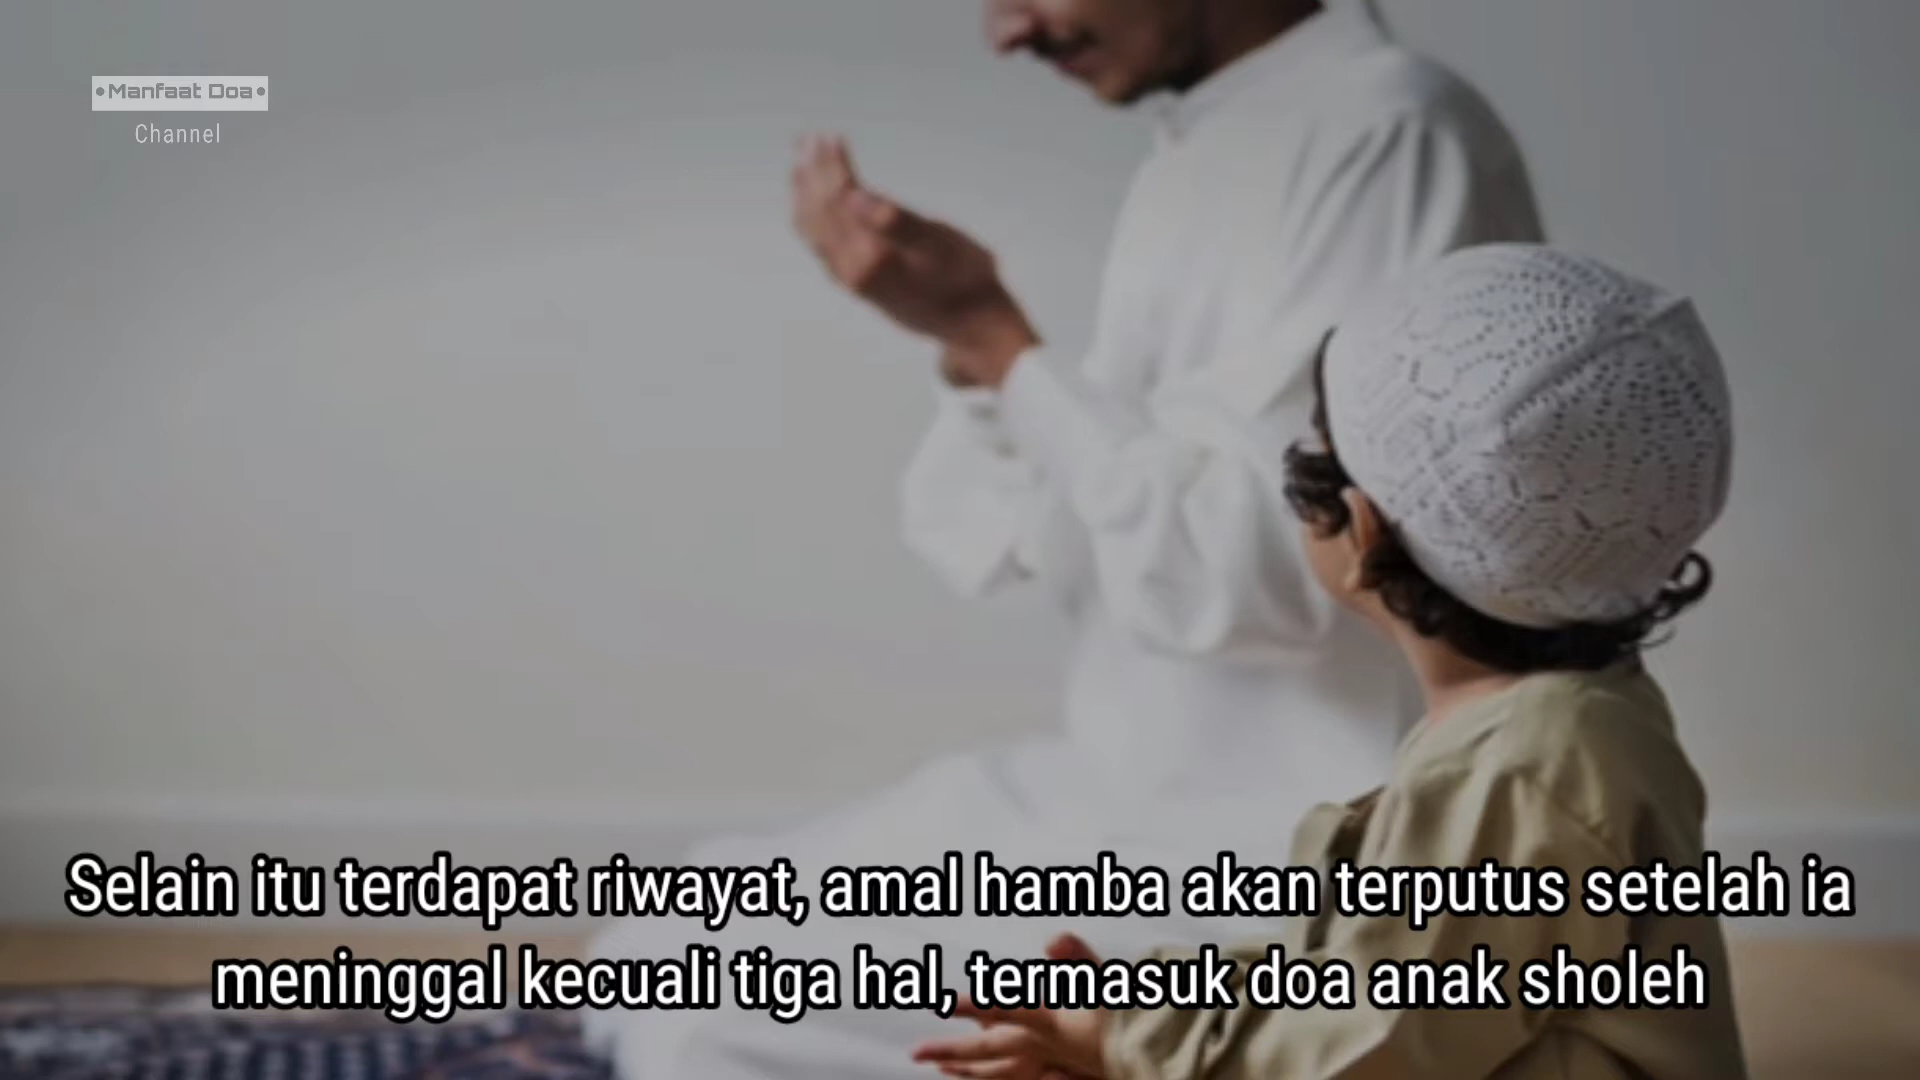 •Manfaat Doa•
Channel
Selain itu terdapat riwayat, amal hamba akan terputus setelah ia
meninggal kecuali tiga hal, termasuk doa anak sholeh